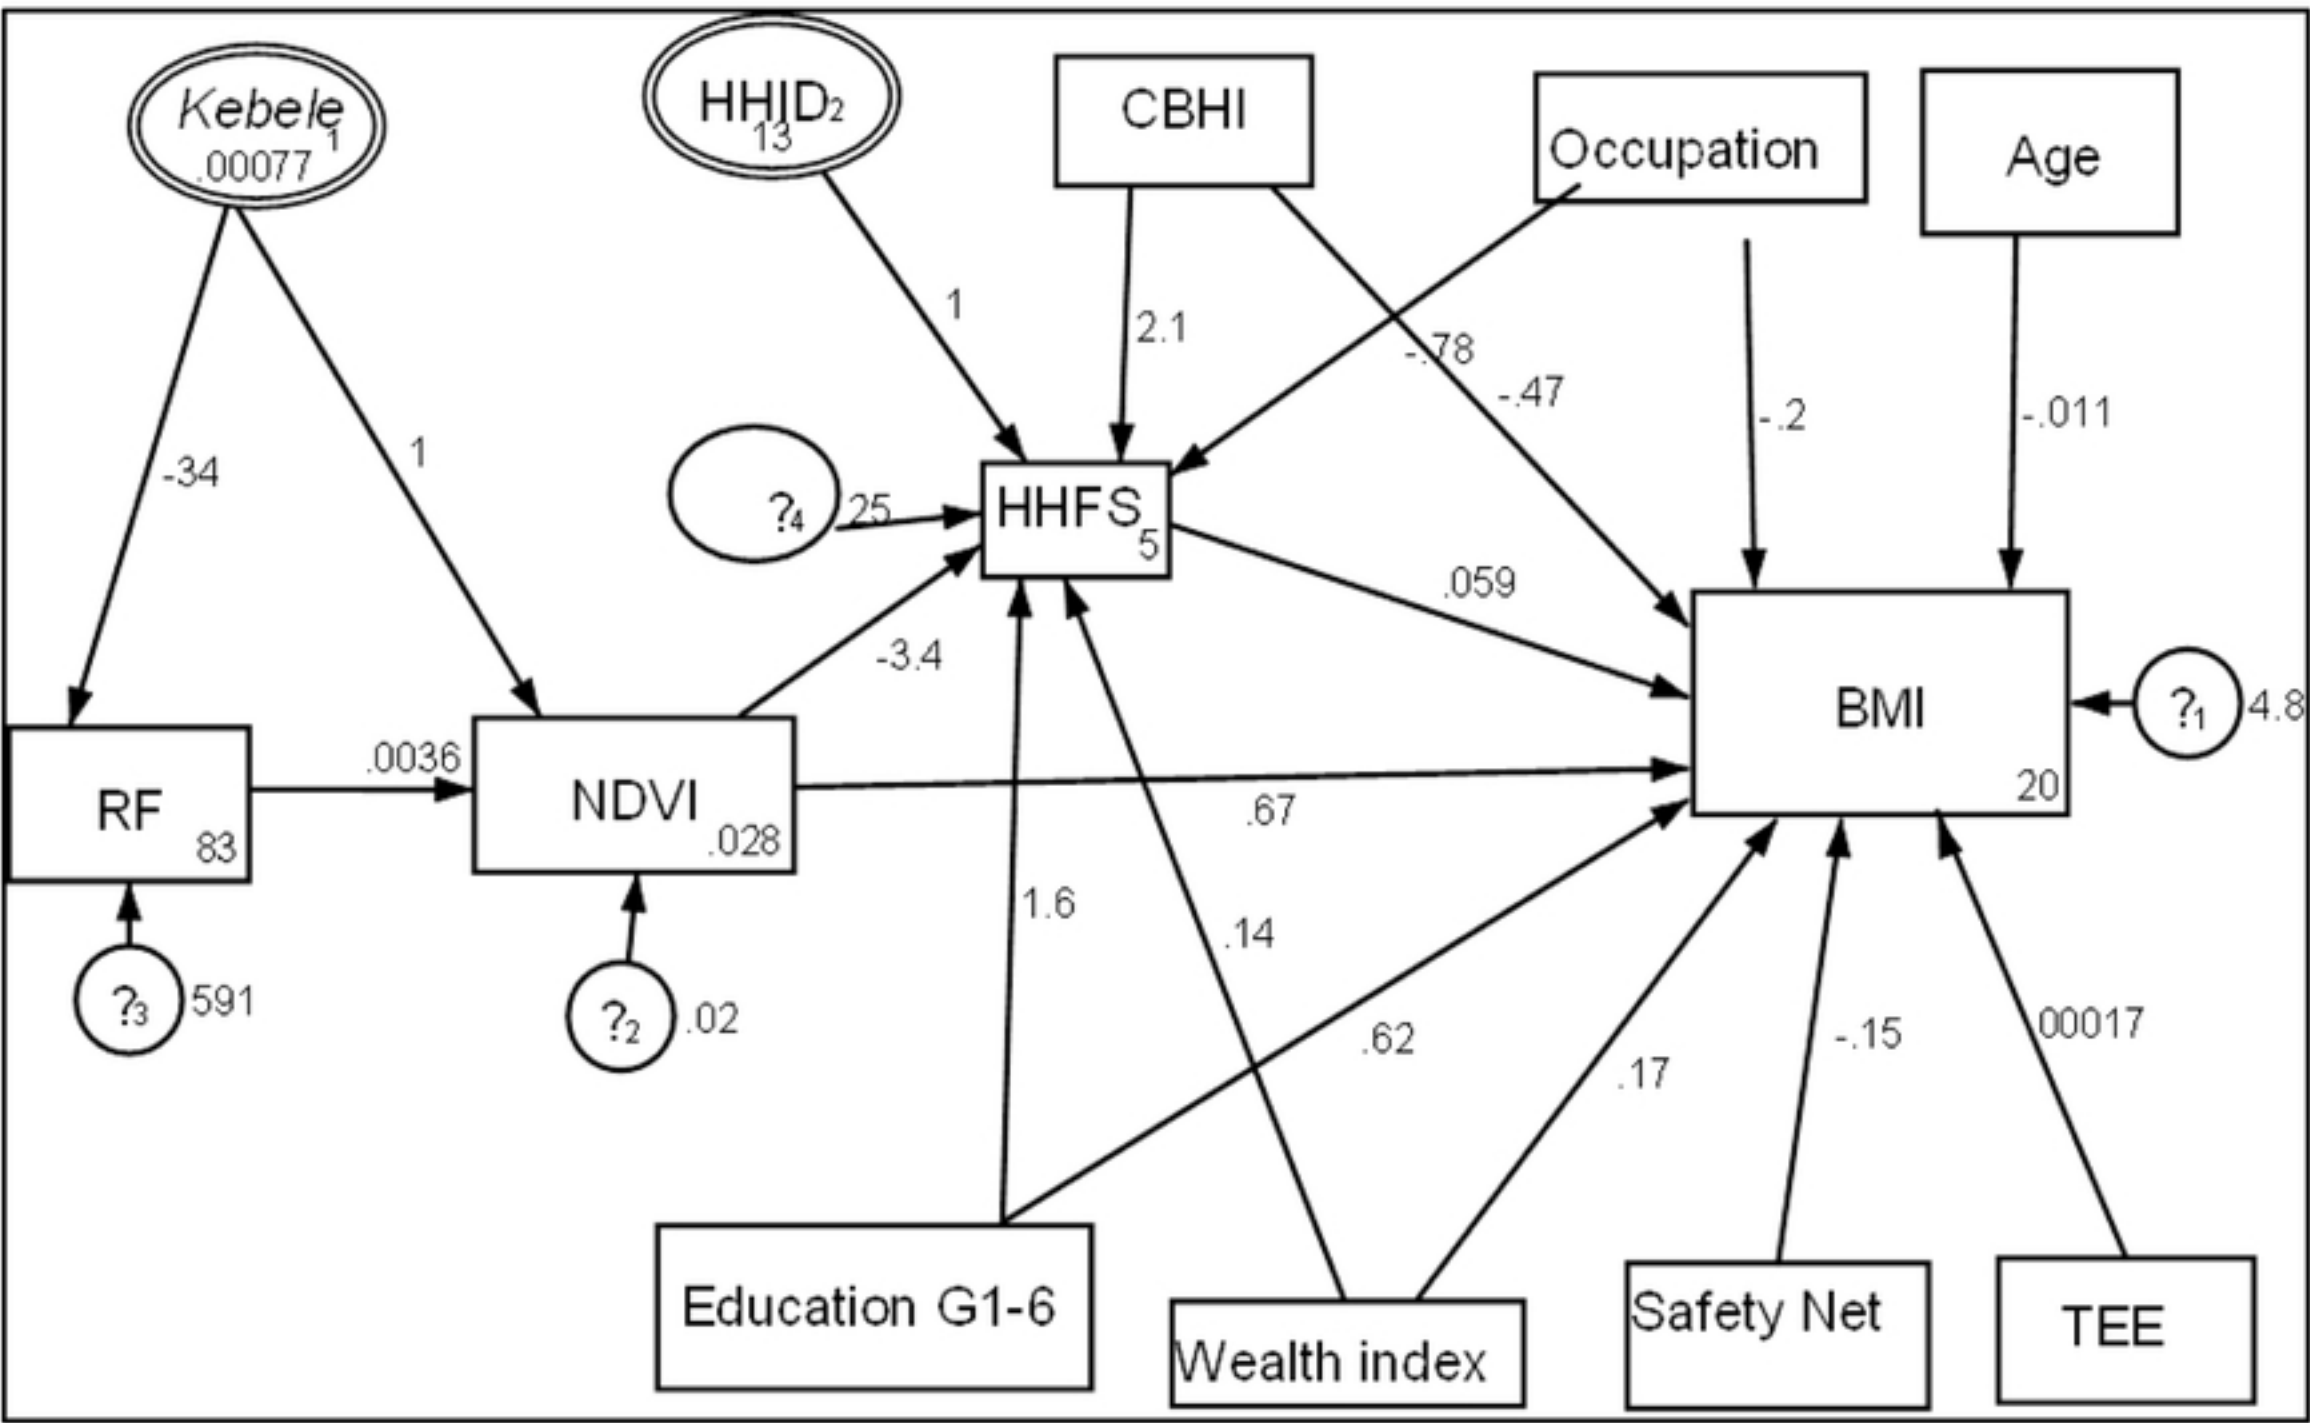 Kebele1
.00077
HHID2
13
CBHI
Occupation
Age
1
2.1
-.78
-.47
-.2
-.011
-34
1
?4
25
HHFS
5
.059
-3.4
BMI
20
?1
4.8
RF
83
.0036
NDVI
.028
.67
1.6
.14
.62
.17
-.15
00017
?3
591
?2
.02
Education G1-6
Wealth index
Safety Net
TEE